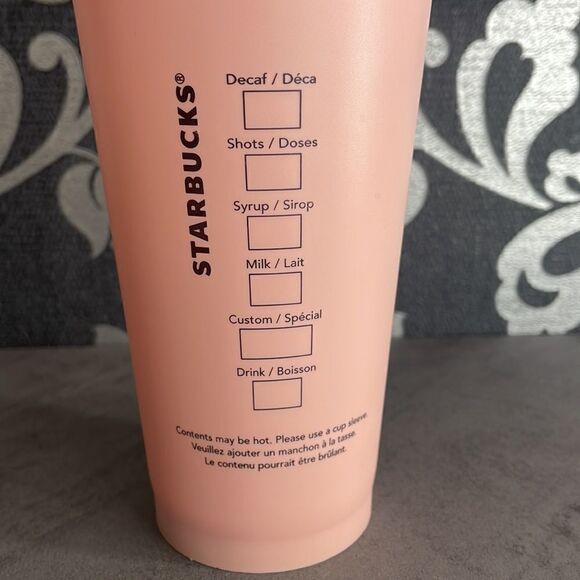 STARBUCKS®
Decaf / Déca
Shots / Doses
Syrup / Sirop
Milk / Lait
Custom / Spécial
Drink / Boisson
Contents may be hot. Please use a cup sleeve.
Veuillez ajouter un manchon à la tasse.
Le contenu pourrait être brûlant.